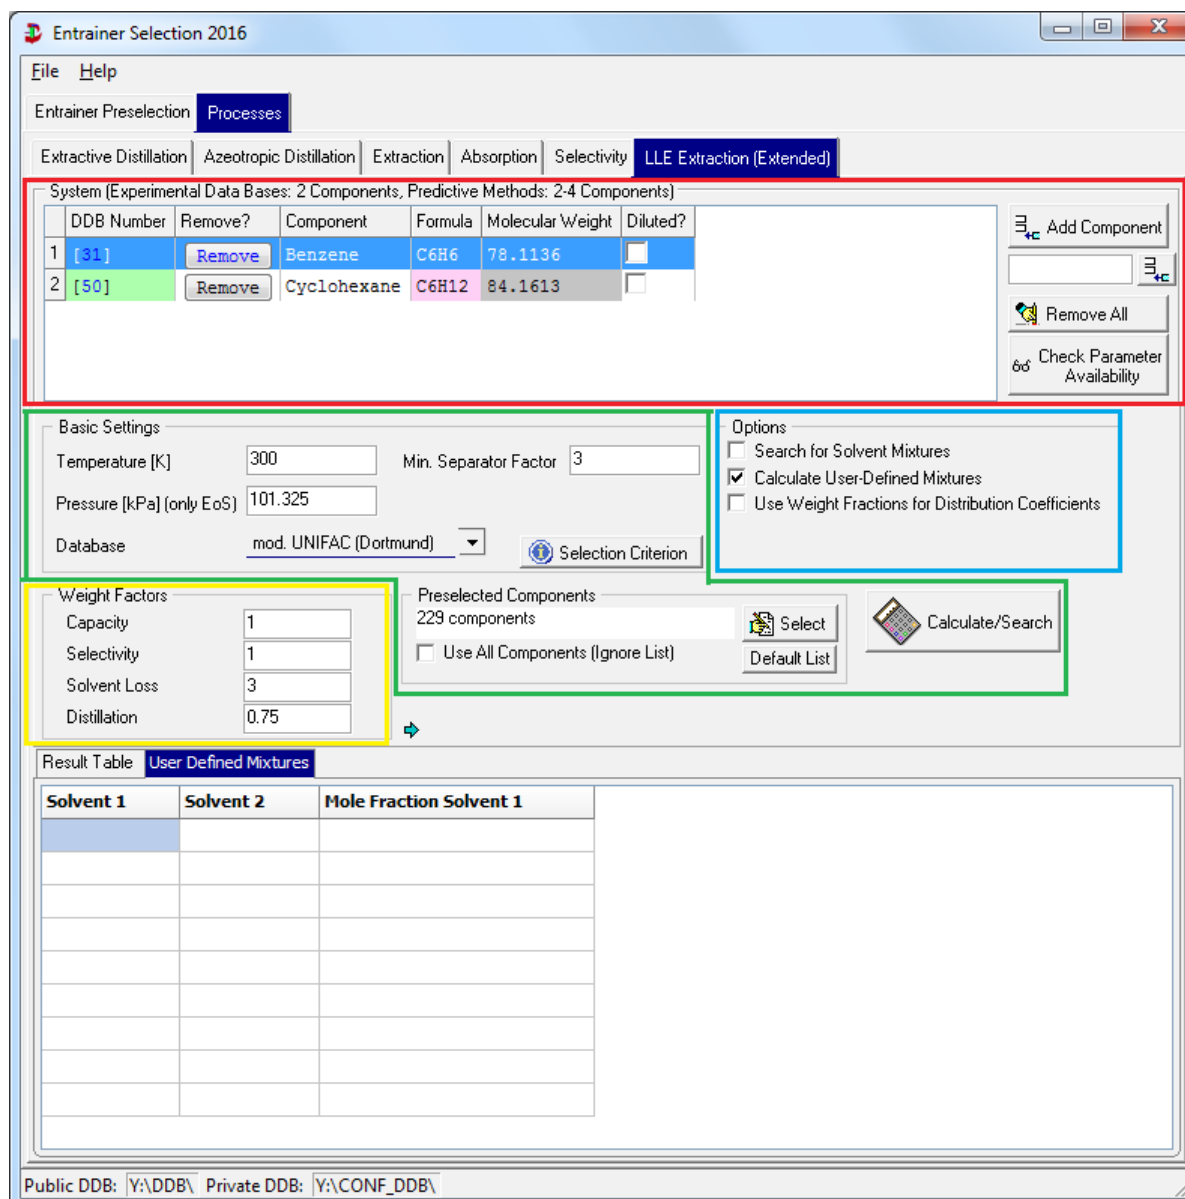 Entrainer Selection 2016
File Help
Entrainer Preselection Processes
Extractive Distillation Azeotropic Distillation Extraction Absorption Selectivity LLE Extraction (Extended)
System (Experimental Data Bases: 2 Components, Predictive Methods: 2-4 Components)
DDB Number Remove? Component Formula Molecular Weight Diluted?
1 [31] Remove Benzene C6H6 78.1136
2 [50] Remove Cyclohexane C6H12 84.1613
Add Component
Remove All
Check Parameter
Availability
Basic Settings
Temperature [K] 300 Min. Separator Factor 3
Pressure [kPa] (only EoS) 101.325
Database mod. UNIFAC (Dortmund) Selection Criterion
Options
Search for Solvent Mixtures
Calculate User-Defined Mixtures
Use Weight Fractions for Distribution Coefficients
Weight Factors
Capacity 1
Selectivity 1
Solvent Loss 3
Distillation 0.75
Preselected Components
229 components Select
Use All Components (Ignore List) Default List
Calculate/Search
Result Table User Defined Mixtures
Solvent 1 Solvent 2 Mole Fraction Solvent 1
Public DDB: Y:\DDB\ Private DDB: Y:\CONF_DDB\